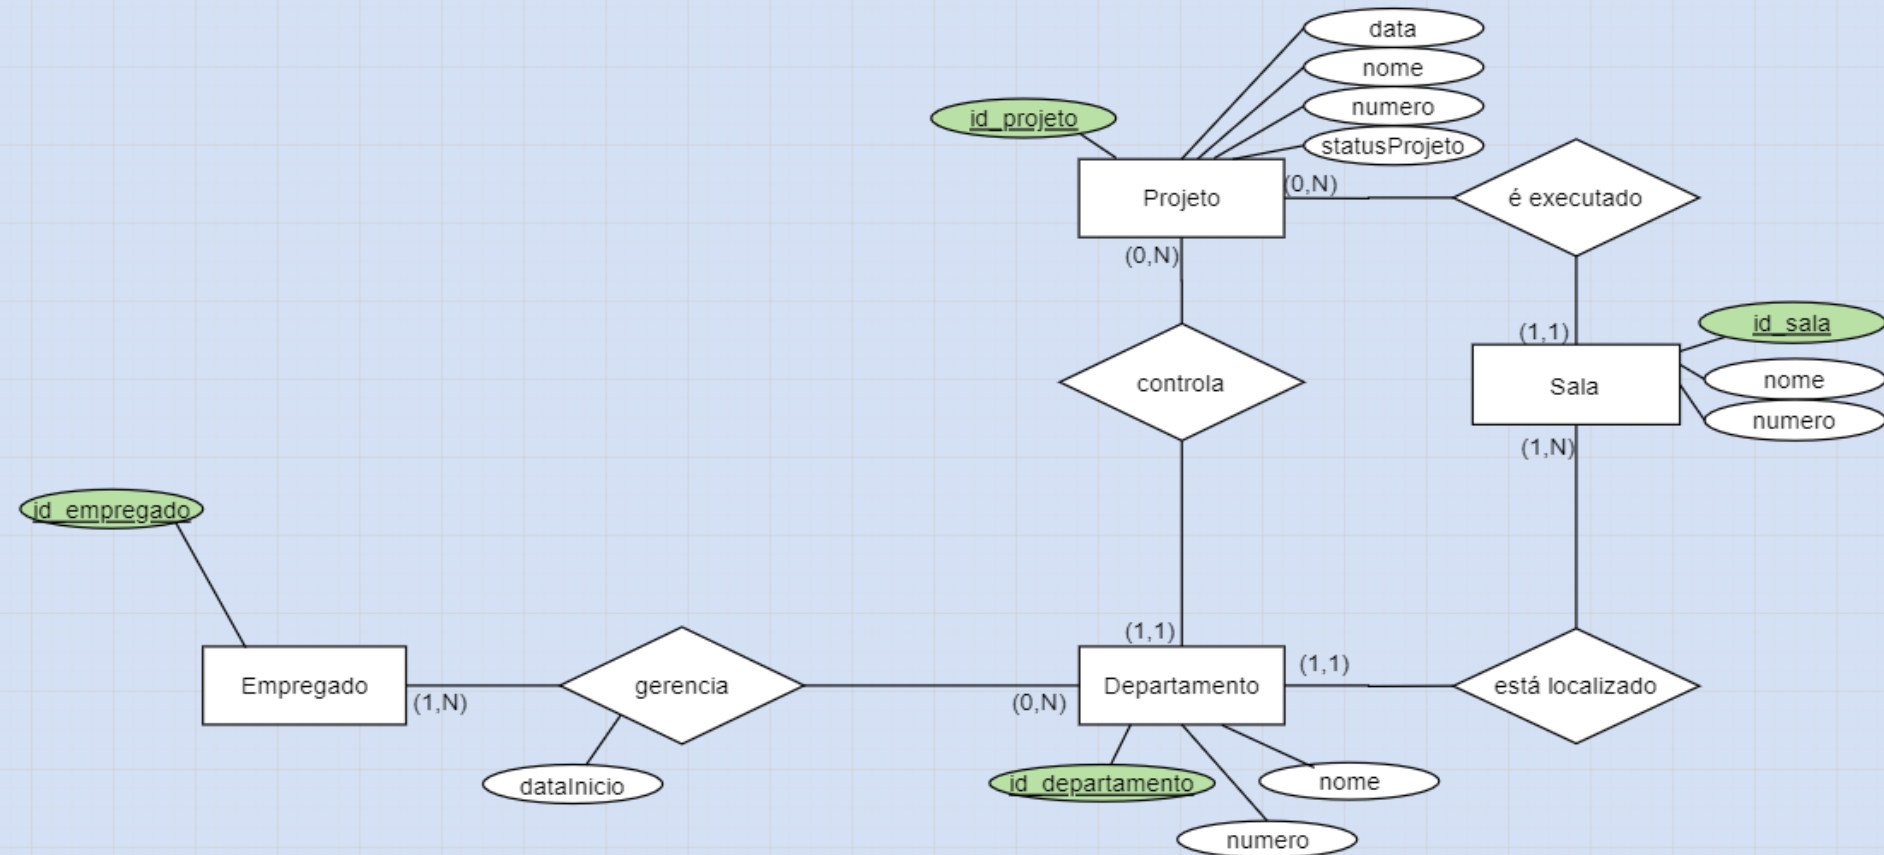 data
nome
numero
statusProjeto
id_projeto
Projeto
(0,N)
é executado
(0,N)
(1,1)
id_sala
nome
numero
Sala
controla
(1,N)
id_empregado
(1,1)
Empregado
(1,N)
gerencia
(0,N)
Departamento
(1,1)
está localizado
dataInicio
id_departamento
nome
numero